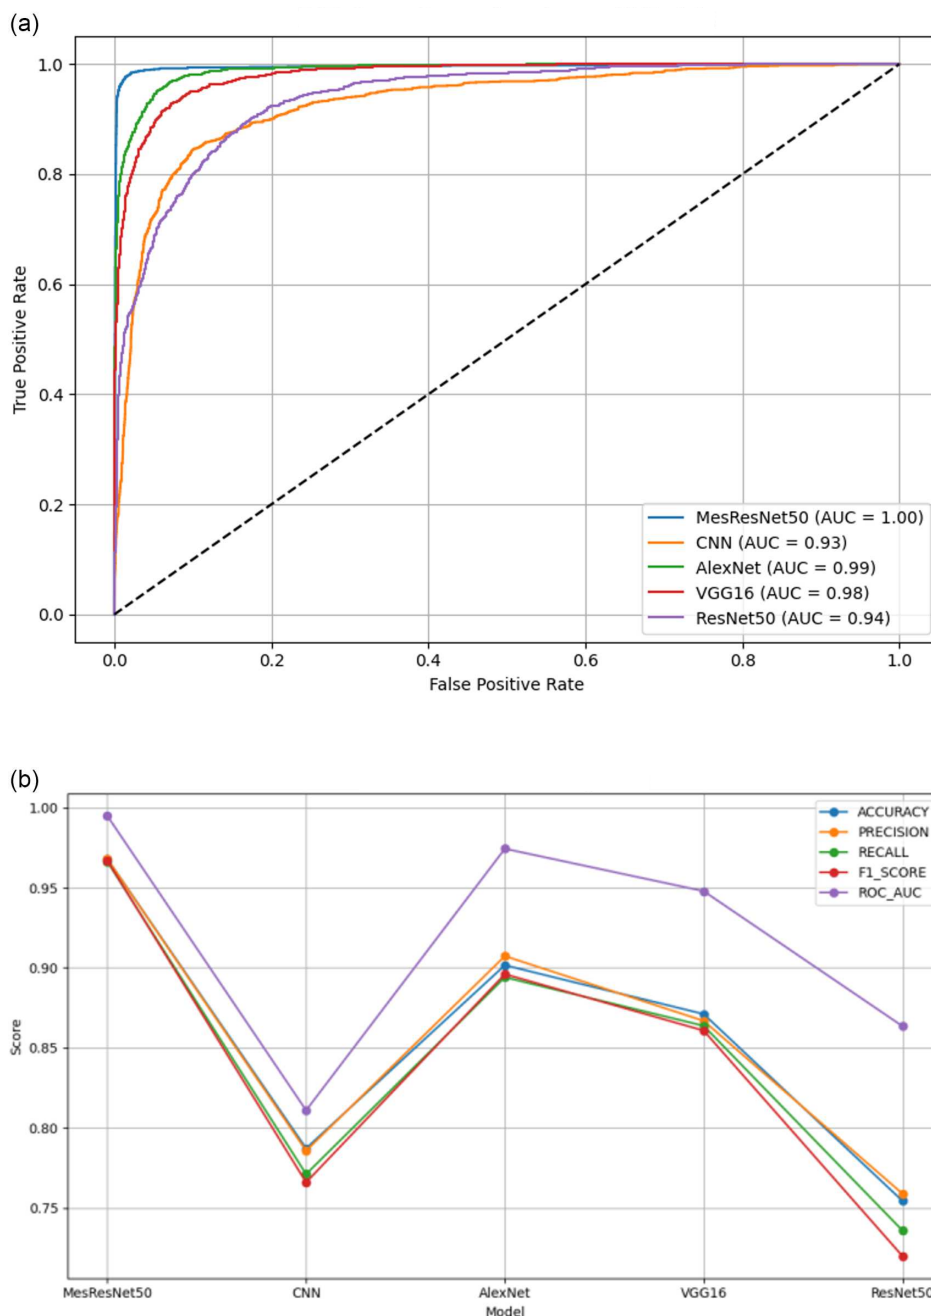 (a)
1.0
0.8
0.6
0.4
0.2
0.0
True Positive Rate
MesResNet50 (AUC = 1.00)
CNN (AUC = 0.93)
AlexNet (AUC = 0.99)
VGG16 (AUC = 0.98)
ResNet50 (AUC = 0.94)
0.0 0.2 0.4 0.6 0.8 1.0
False Positive Rate
(b)
1.00
0.95
0.90
0.85
0.80
0.75
Score
ACCURACY
PRECISION
RECALL
F1_SCORE
ROC_AUC
MesResNet50 CNN AlexNet VGG16 ResNet50
Model